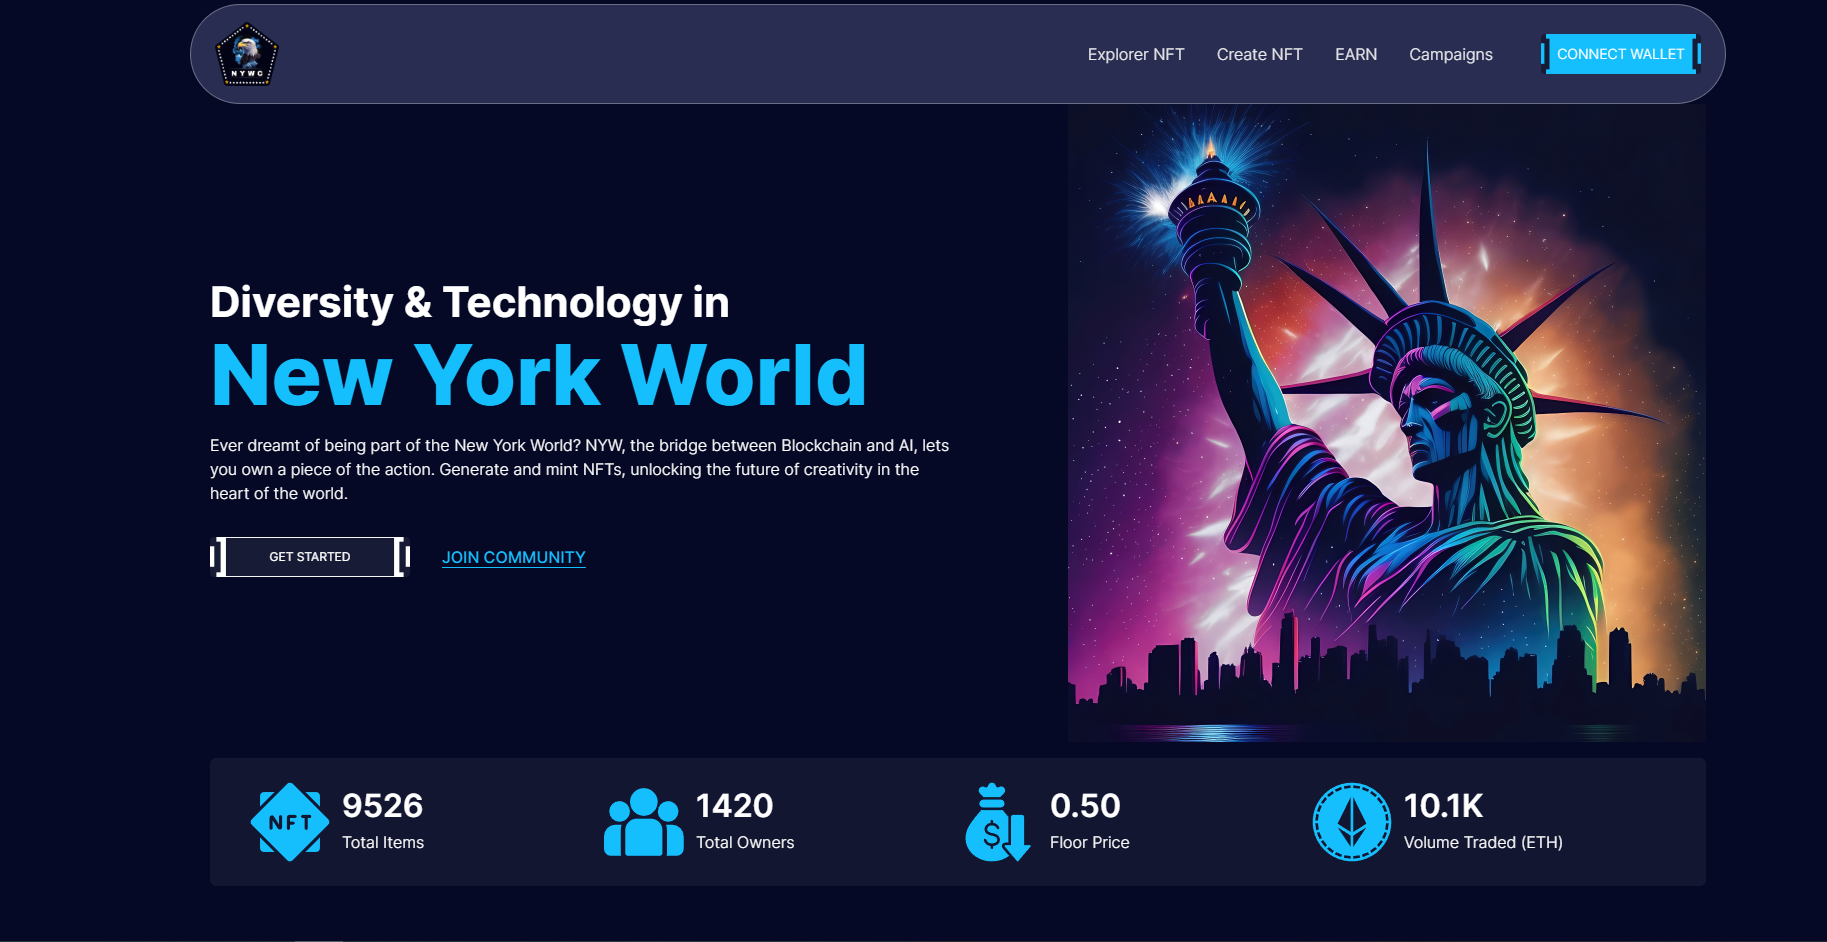 NYWC
Explorer NFT
Create NFT
EARN
Campaigns
CONNECT WALLET
Diversity & Technology in
New York World
Ever dreamt of being part of the New York World? NYW, the bridge between Blockchain and AI, lets
you own a piece of the action. Generate and mint NFTs, unlocking the future of creativity in the
heart of the world.
GET STARTED
JOIN COMMUNITY
NFT
9526
Total Items
1420
Total Owners
$
0.50
Floor Price
10.1K
Volume Traded (ETH)